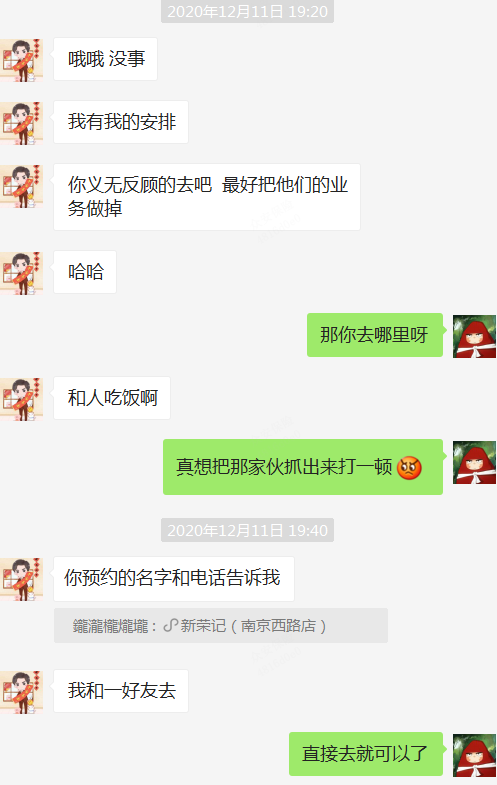 2020年12月11日 19:20
哦哦 没事
我有我的安排
你义无反顾的去吧 最好把他们的业
务做掉
哈哈
那你去哪里呀
和人吃饭啊
真想把那家伙抓出来打一顿
2020年12月11日 19:40
你预约的名字和电话告诉我
新荣记（南京西路店）
我和一好友去
直接去就可以了